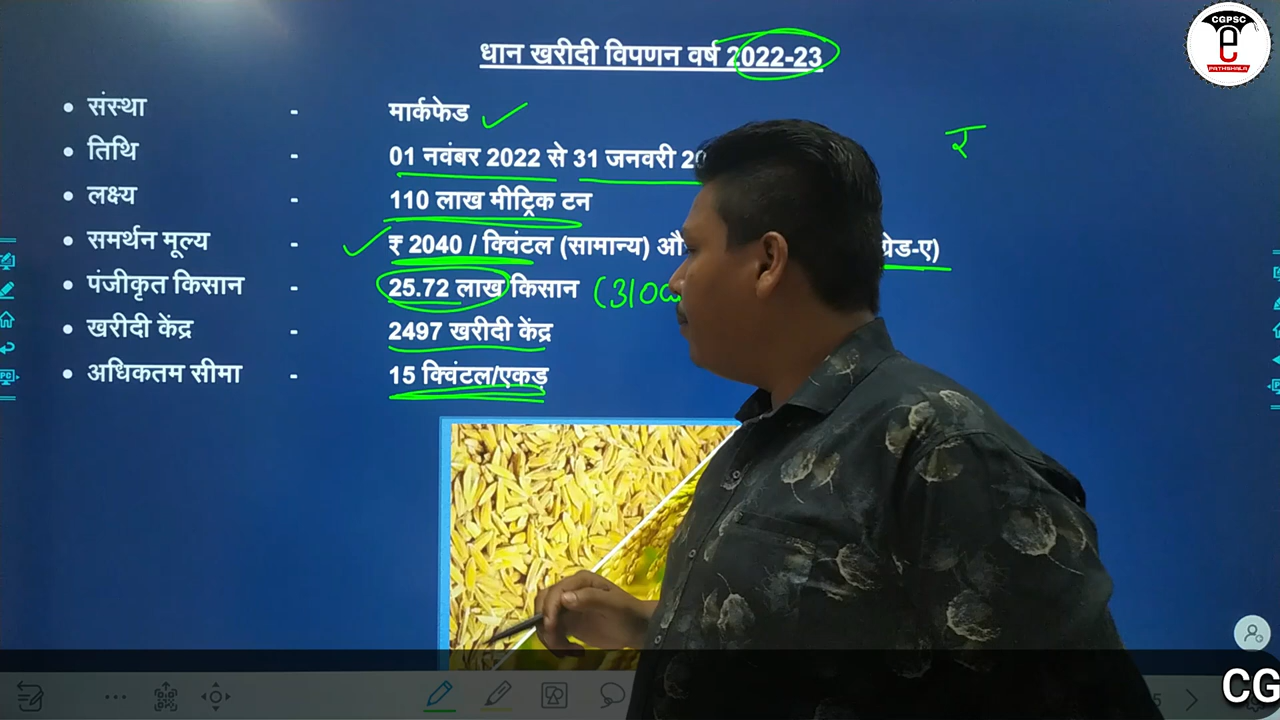 CGPSC
e
PATHSHALA
धान खरीदी विपणन वर्ष 2022-23
• संस्था - मार्कफेड
• तिथि - 01 नवंबर 2022 से 31 जनवरी 20
• लक्ष्य - 110 लाख मीट्रिक टन
• समर्थन मूल्य - ₹ 2040 / क्विंटल (सामान्य) औ ग्रेड-ए)
• पंजीकृत किसान - 25.72 लाख किसान
• खरीदी केंद्र - 2497 खरीदी केंद्र
• अधिकतम सीमा - 15 क्विंटल/एकड़
CG